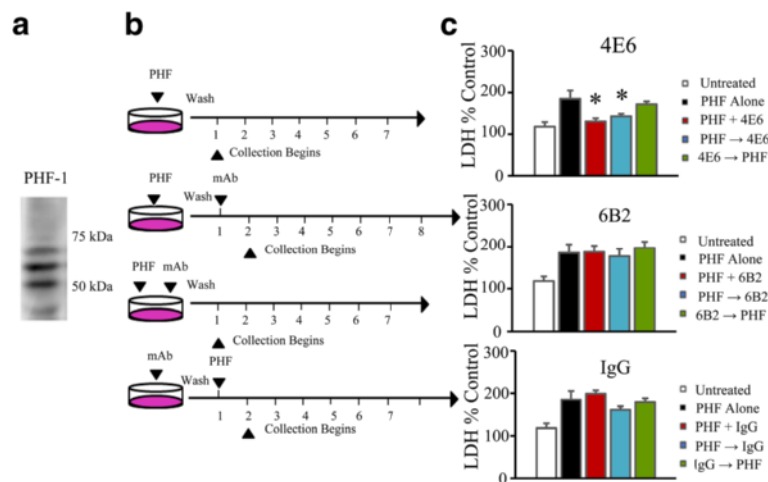 a
PHF-1
75 kDa
50 kDa
b
PHF
Wash
1 2 3 4 5 6 7
Collection Begins
PHF
Wash
mAb
1 2 3 4 5 6 7 8
Collection Begins
PHF mAb
Wash
1 2 3 4 5 6 7
Collection Begins
mAb
Wash
PHF
1 2 3 4 5 6 7
Collection Begins
c
4E6
LDH % Control
300
200
100
0
* *
Untreated
PHF Alone
PHF + 4E6
PHF → 4E6
4E6 → PHF
6B2
LDH % Control
300
200
100
0
Untreated
PHF Alone
PHF + 6B2
PHF → 6B2
6B2 → PHF
IgG
LDH % Control
300
200
100
0
Untreated
PHF Alone
PHF + IgG
PHF → IgG
IgG → PHF